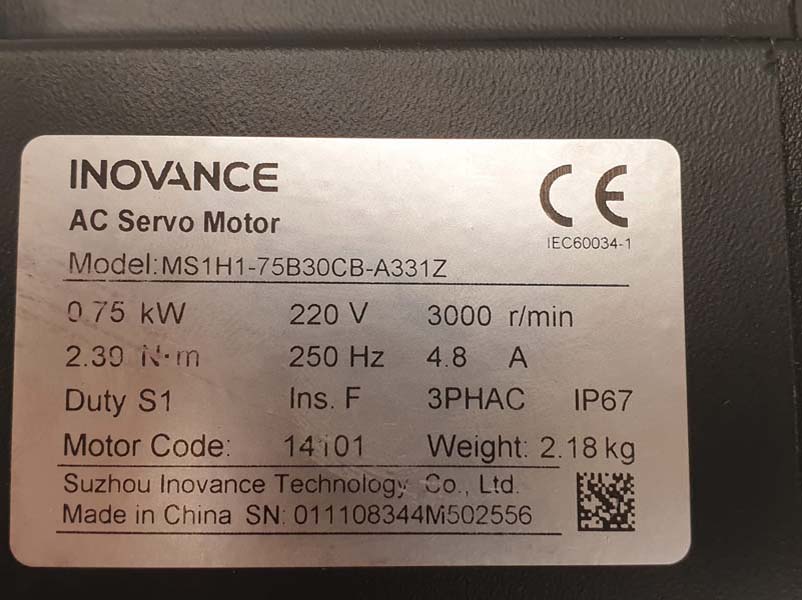 INOVANCE
AC Servo Motor
CE
IEC60034-1
Model:MS1H1-75B30CB-A331Z
0.75 kW 220 V 3000 r/min
2.39 N·m 250 Hz 4.8 A
Duty S1 Ins. F 3PHAC IP67
Motor Code: 14101 Weight: 2.18kg
Suzhou Inovance Technology Co., Ltd.
Made in China SN: 011108344M502556